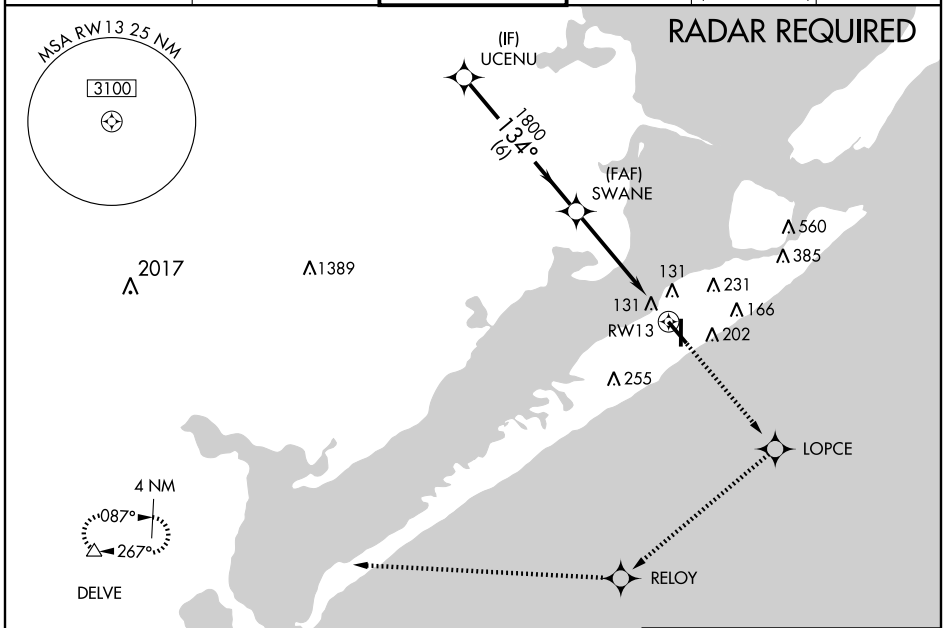 RADAR REQUIRED
MSA RW13 25 NM
3100
(IF)
UCENU
1800
134°
(6)
(FAF)
SWANE
560
385
2017
1389
131
231
131
166
RW13
202
255
LOPCE
4 NM
087°
267°
RELOY
DELVE